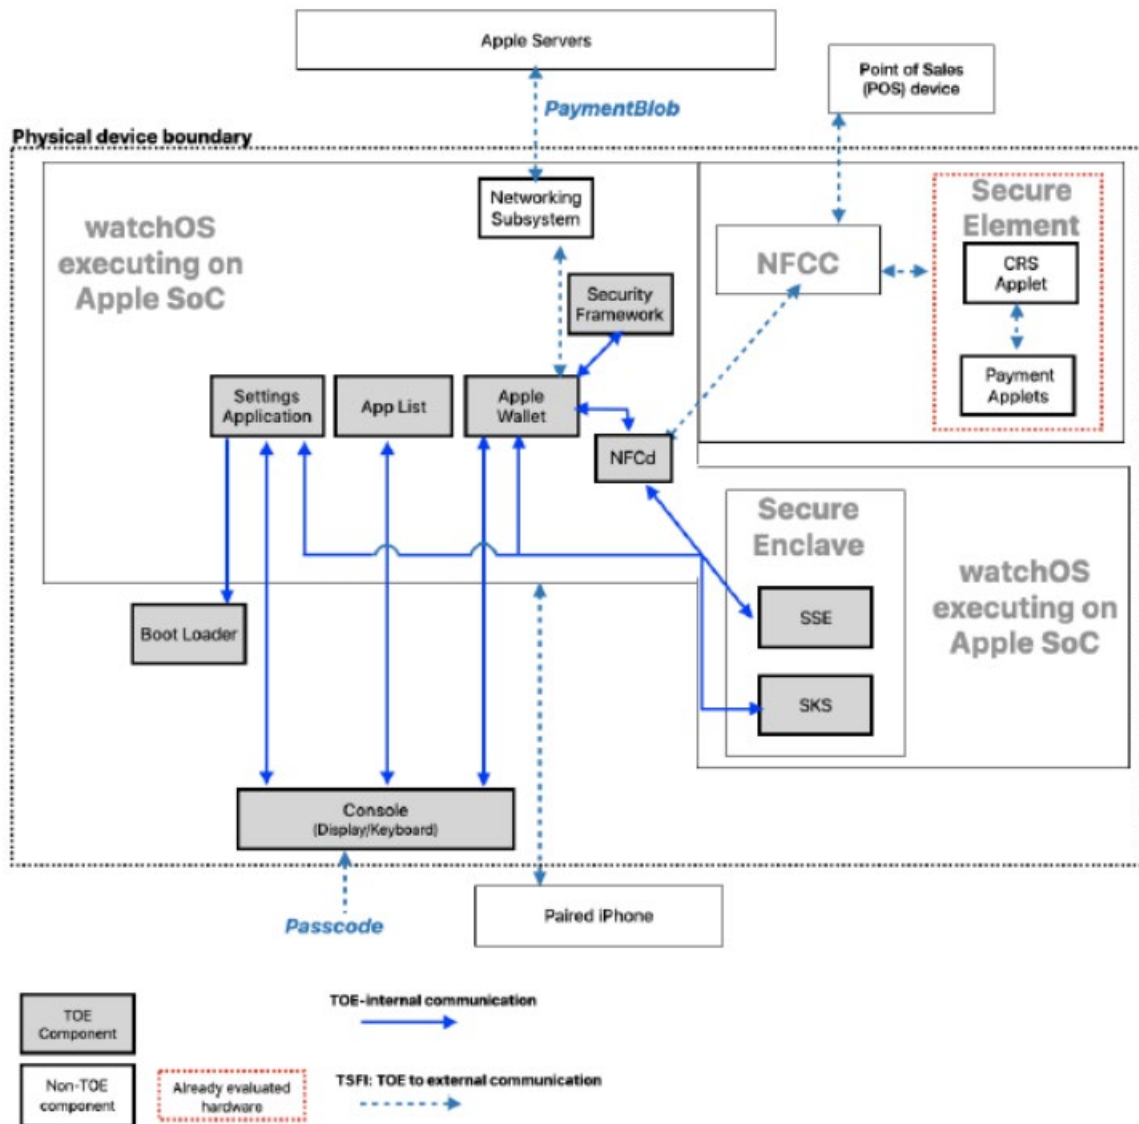 Apple Servers
Point of Sales
(POS) device
PaymentBlob
Physical device boundary
watchOS
executing on
Apple SoC
Networking
Subsystem
Security
Framework
NFCC
Secure
Element
CRS
Applet
Payment
Applets
Settings
Application
App List
Apple
Wallet
NFCd
Secure
Enclave
SSE
SKS
watchOS
executing on
Apple SoC
Boot Loader
Console
(Display/Keyboard)
Passcode
Paired iPhone
TOE
Component
TOE-internal communication
Non-TOE
component
Already evaluated
hardware
TSFI: TOE to external communication